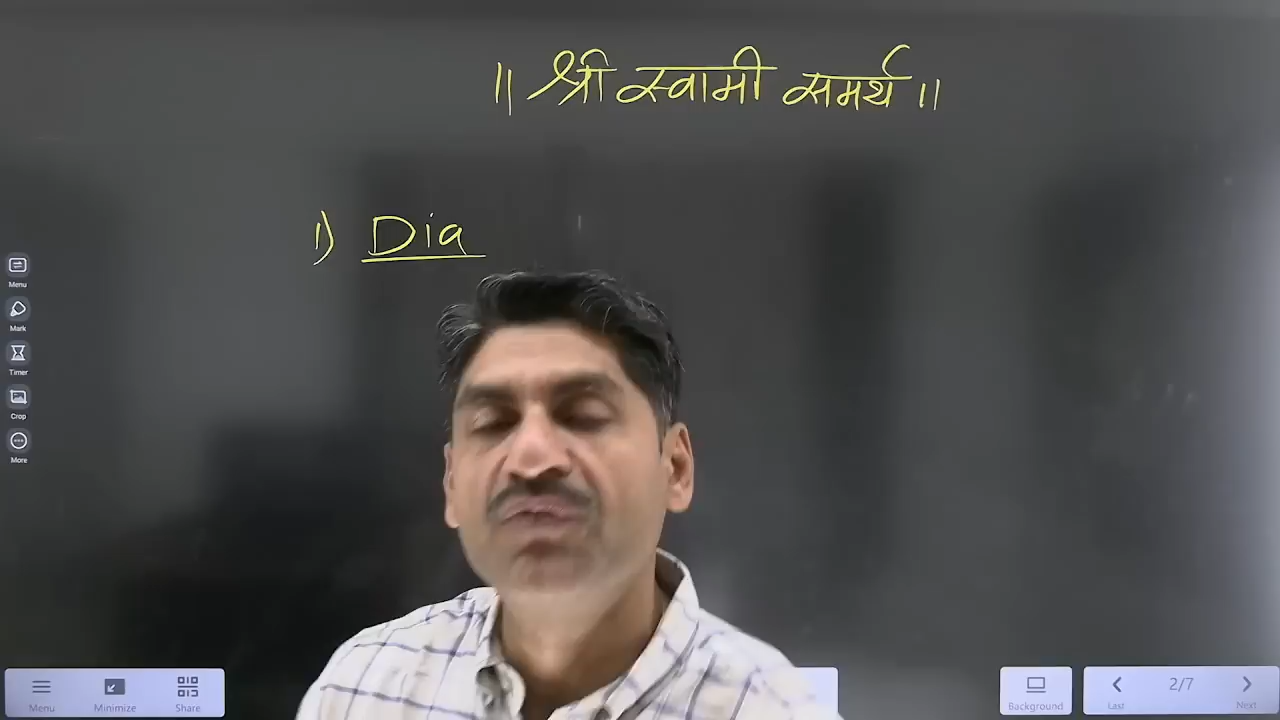 ॥ श्री स्वामी समर्थ ॥
1) Dia
Menu
Mark
Timer
Crop
More
Menu
Minimize
Share
Background
Last
2/7
Next